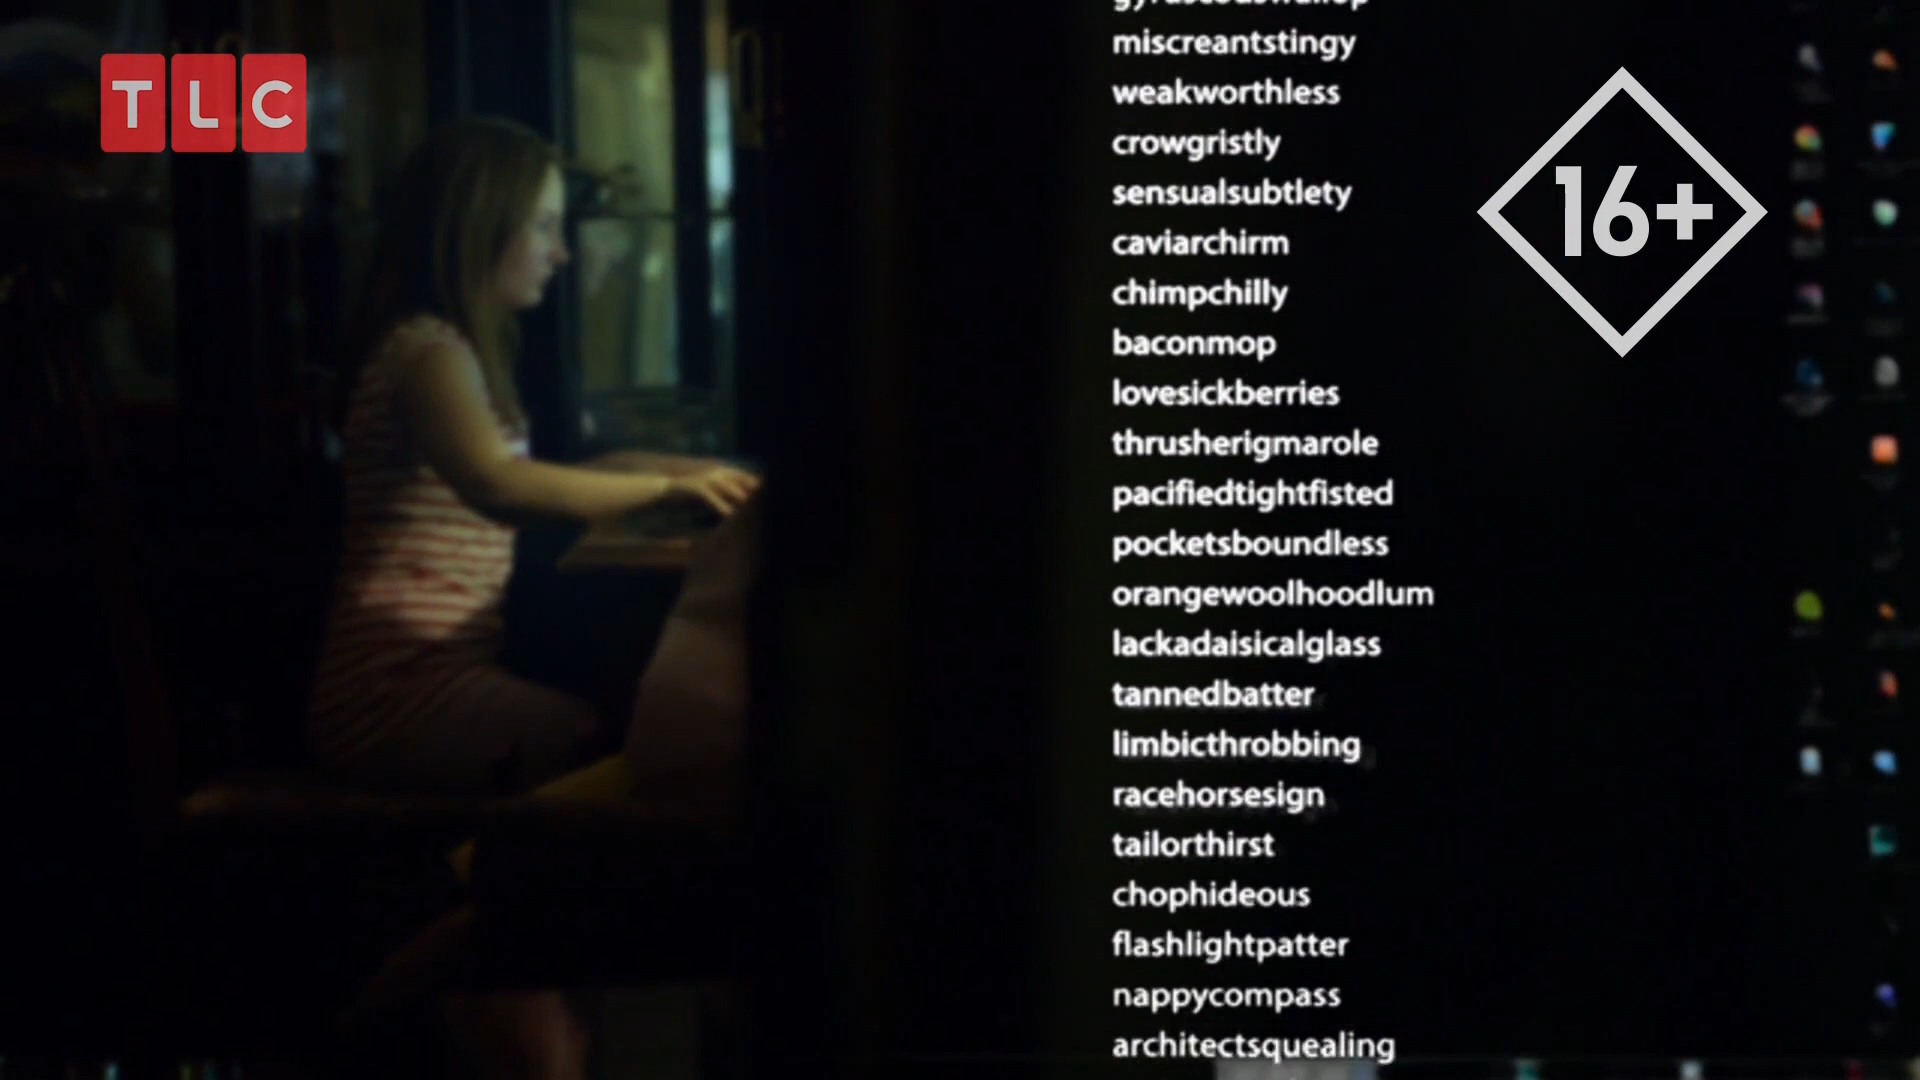 TLC
16+
miscreantstingy
weakworthless
crowgristly
sensualsubtlety
caviarchirm
chimpchilly
baconmop
lovesickberries
thrusherigmarole
pacifiedtightfisted
pocketsboundless
orangewoolhoodlum
lackadaisicalglass
tannedbatter
limbicthrobbing
racehorsesign
tailorthirst
chophideous
flashlightpatter
nappycompass
architectsquealing